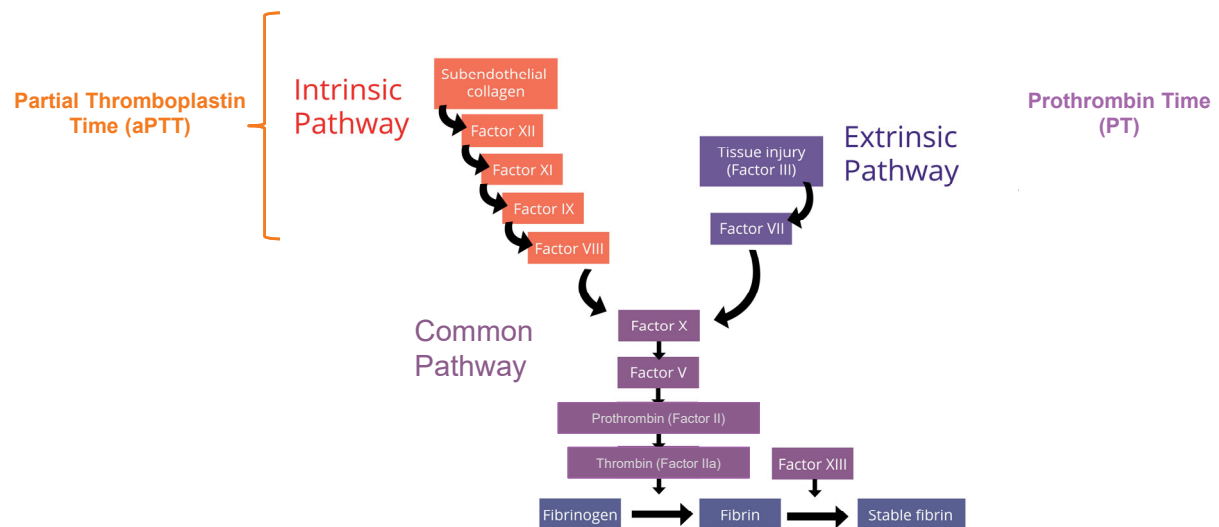 Partial Thromboplastin
Time (aPTT)
Intrinsic
Pathway
Subendothelial
collagen
Factor XII
Factor XI
Factor IX
Factor VIII
Tissue injury
(Factor III)
Factor VII
Extrinsic
Pathway
Prothrombin Time
(PT)
Common
Pathway
Factor X
Factor V
Prothrombin (Factor II)
Thrombin (Factor IIa)
Factor XIII
Fibrinogen
Fibrin
Stable fibrin